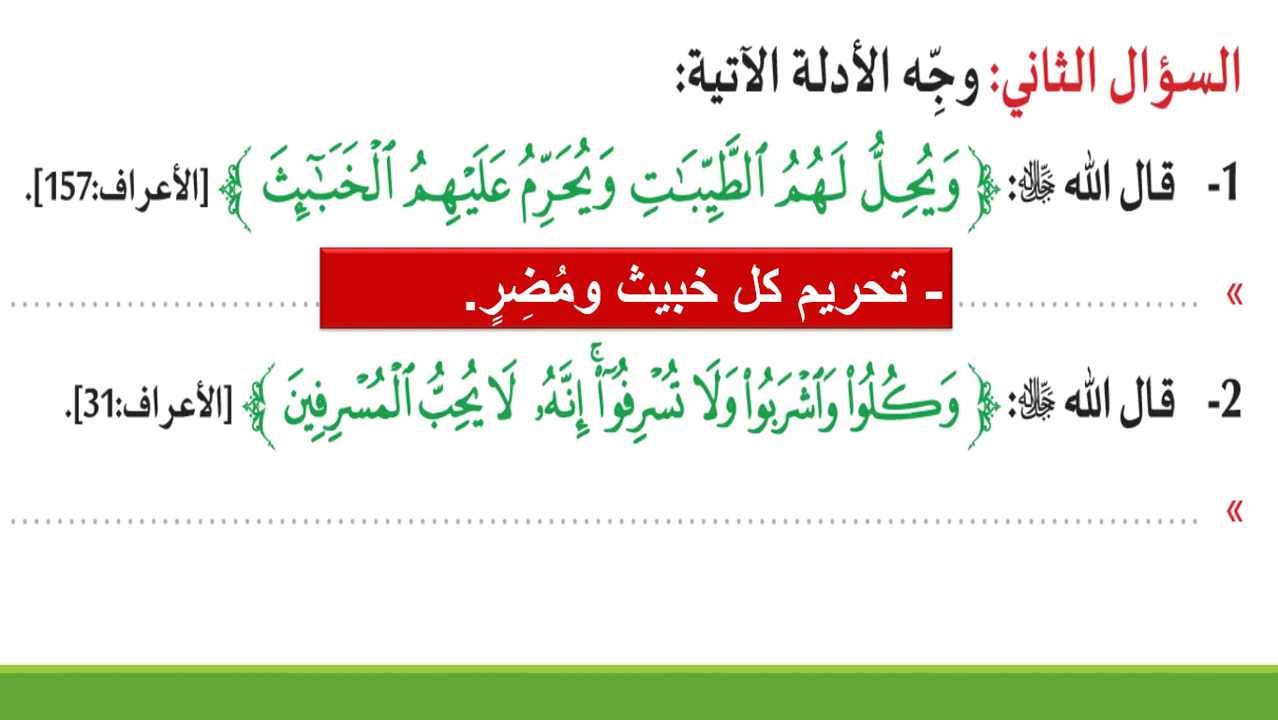 السؤال الثاني: وجِّه الأدلة الآتية:
1- قال الله ﷻ: ﴿ وَيُحِلُّ لَهُمُ ٱلطَّيِّبَٰتِ وَيُحَرِّمُ عَلَيْهِمُ ٱلْخَبَٰٓئِثَ ﴾ [الأعراف:157].
» ........................................
- تحريم كل خبيث ومُضِرٍ.
2- قال الله ﷻ: ﴿ وَكُلُوا۟ وَٱشْرَبُوا۟ وَلَا تُسْرِفُوٓا۟ۚ إِنَّهُۥ لَا يُحِبُّ ٱلْمُسْرِفِينَ ﴾ [الأعراف:31].
» ........................................